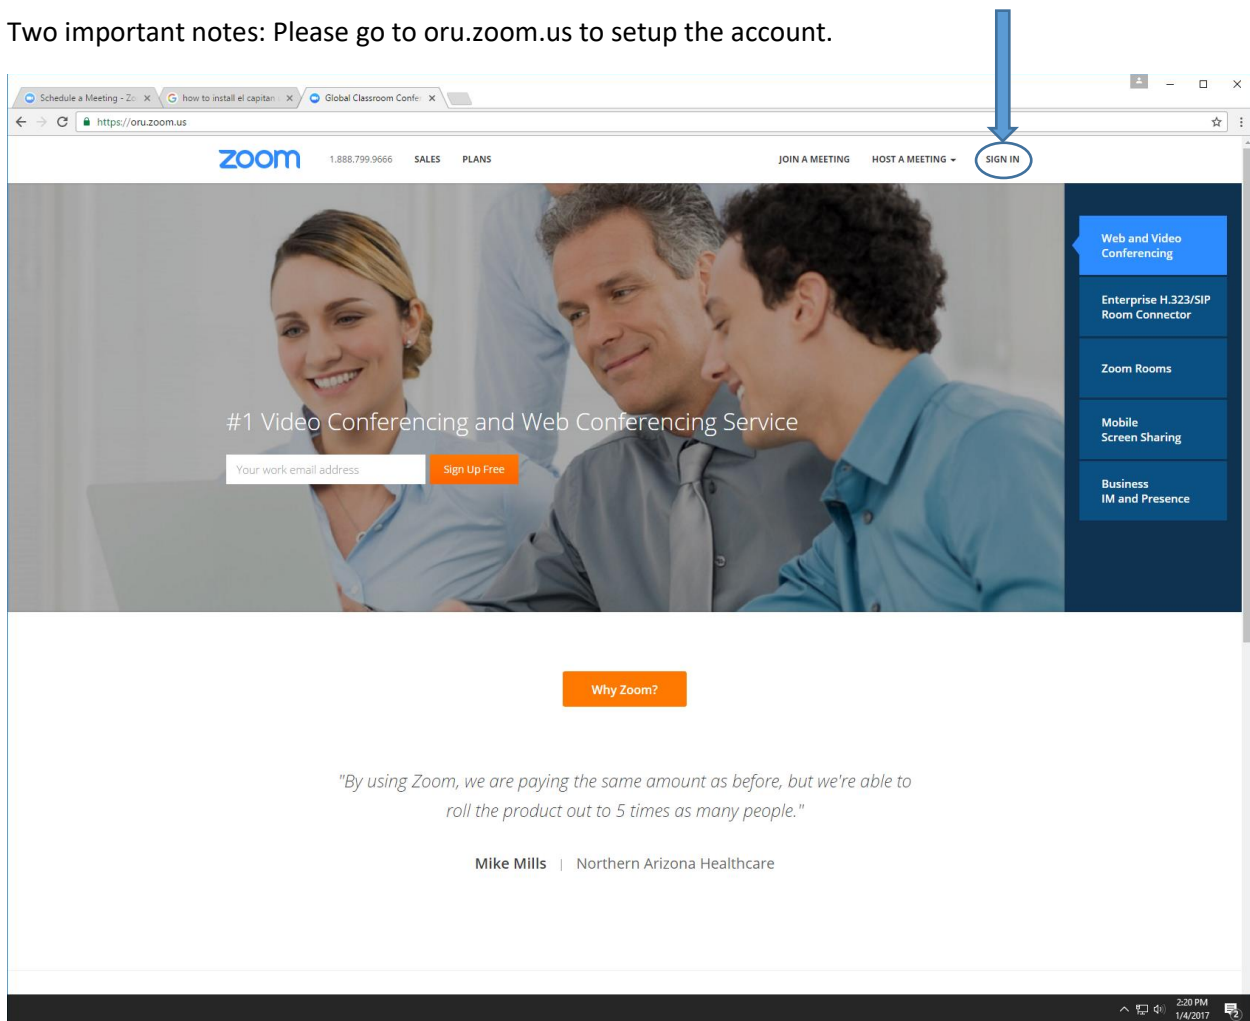 Two important notes: Please go to oru.zoom.us to setup the account.
Schedule a Meeting - Zo
how to install el capitan
Global Classroom Confe
https://oru.zoom.us
zoom 1.888.799.9666 SALES PLANS JOIN A MEETING HOST A MEETING SIGN IN
Web and Video
Conferencing
Enterprise H.323/SIP
Room Connector
Zoom Rooms
Mobile
Screen Sharing
Business
IM and Presence
#1 Video Conferencing and Web Conferencing Service
Your work email address Sign Up Free
Why Zoom?
"By using Zoom, we are paying the same amount as before, but we're able to
roll the product out to 5 times as many people."
Mike Mills | Northern Arizona Healthcare
2:20 PM
1/4/2017
2